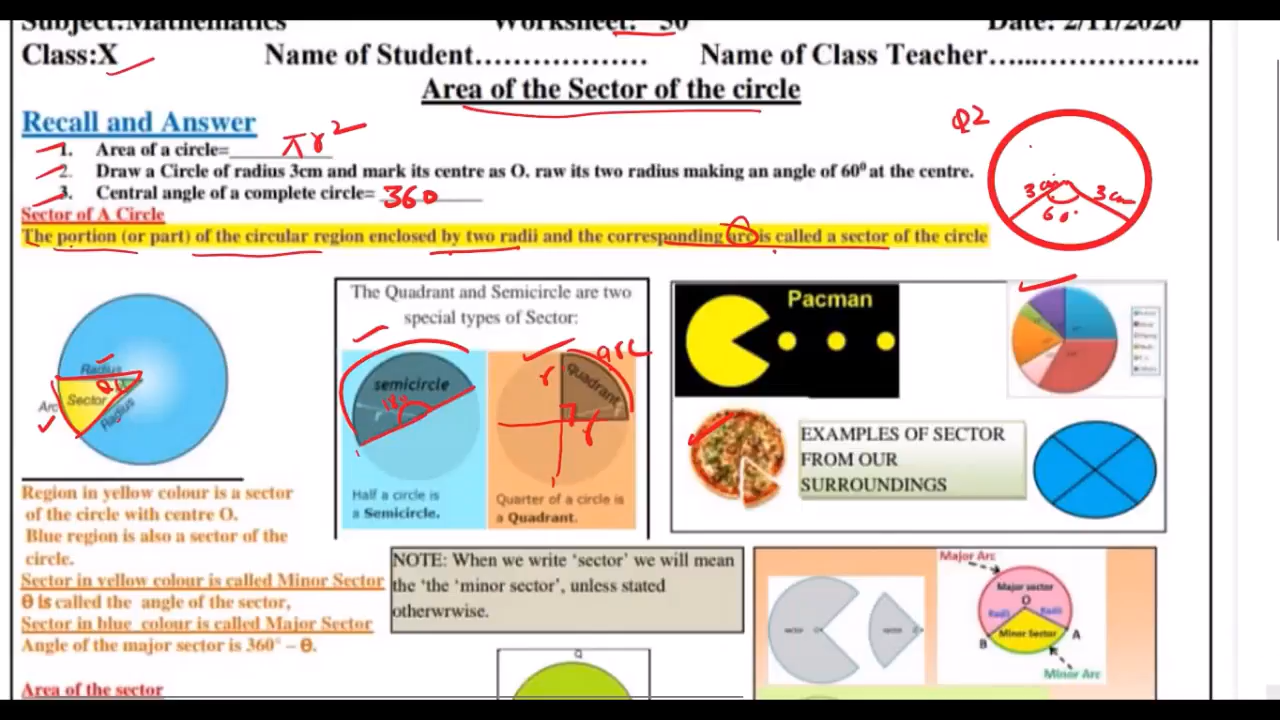 Subject:Mathematics Worksheet: 50 Date: 2/11/2020
Class:X Name of Student……………… Name of Class Teacher…...……………..
Area of the Sector of the circle
Recall and Answer
1. Area of a circle= πr2
2. Draw a Circle of radius 3cm and mark its centre as O. raw its two radius making an angle of 60⁰ at the centre.
3. Central angle of a complete circle= 360
Q2
3 cm 3 cm
60°
Sector of A Circle
The portion (or part) of the circular region enclosed by two radii and the corresponding arc is called a sector of the circle
Radius
Arc Sector
Radius
The Quadrant and Semicircle are two
special types of Sector:
semicircle
180
r
arc
quadrant
r
r
Half a circle is
a Semicircle.
Quarter of a circle is
a Quadrant.
Pacman
EXAMPLES OF SECTOR
FROM OUR
SURROUNDINGS
Region in yellow colour is a sector
of the circle with centre O.
Blue region is also a sector of the
circle.
Sector in yellow colour is called Minor Sector
θ is called the angle of the sector,
Sector in blue colour is called Major Sector
Angle of the major sector is 360° – θ.
Area of the sector
NOTE: When we write ‘sector’ we will mean
the ‘the ‘minor sector’, unless stated
otherwrwise.
Q
sector
sector
Major Arc
Major sector
O
Radii Radii
Minor Sector A
B
Minor Arc